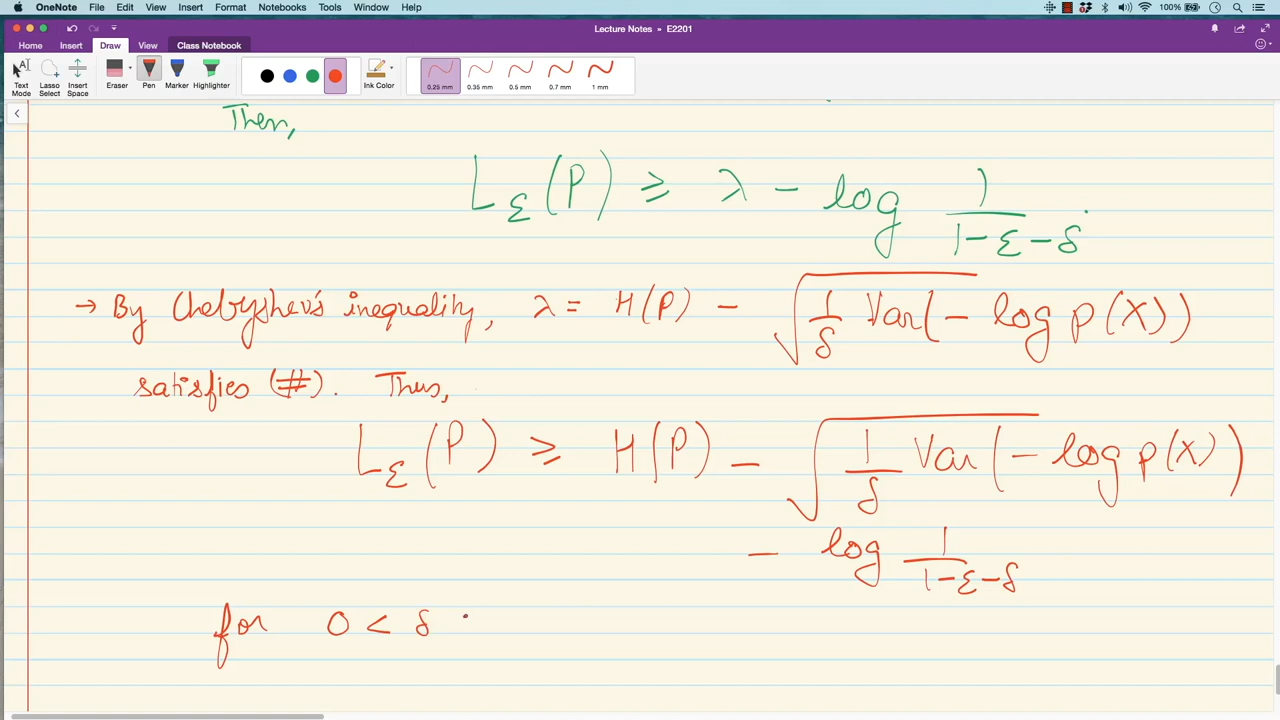 OneNote File Edit View Insert Format Notebooks Tools Window Help 100%
Lecture Notes » E2201
Home Insert Draw View Class Notebook
Text Mode Lasso Select Insert Space Eraser Pen Marker Highlighter Ink Color 0.25 mm 0.35 mm 0.5 mm 0.7 mm 1 mm
Then,
L_ε(P) ≥ λ − log 1/(1−ε−δ)
→ By Chebyshev's inequality, λ = H(P) − √(1/δ Var(−log p(X))
satisfies (#). Thus,
L_ε(P) ≥ H(P) − √(1/δ Var(−log p(X))
− log 1/(1−ε−δ)
for 0 < δ